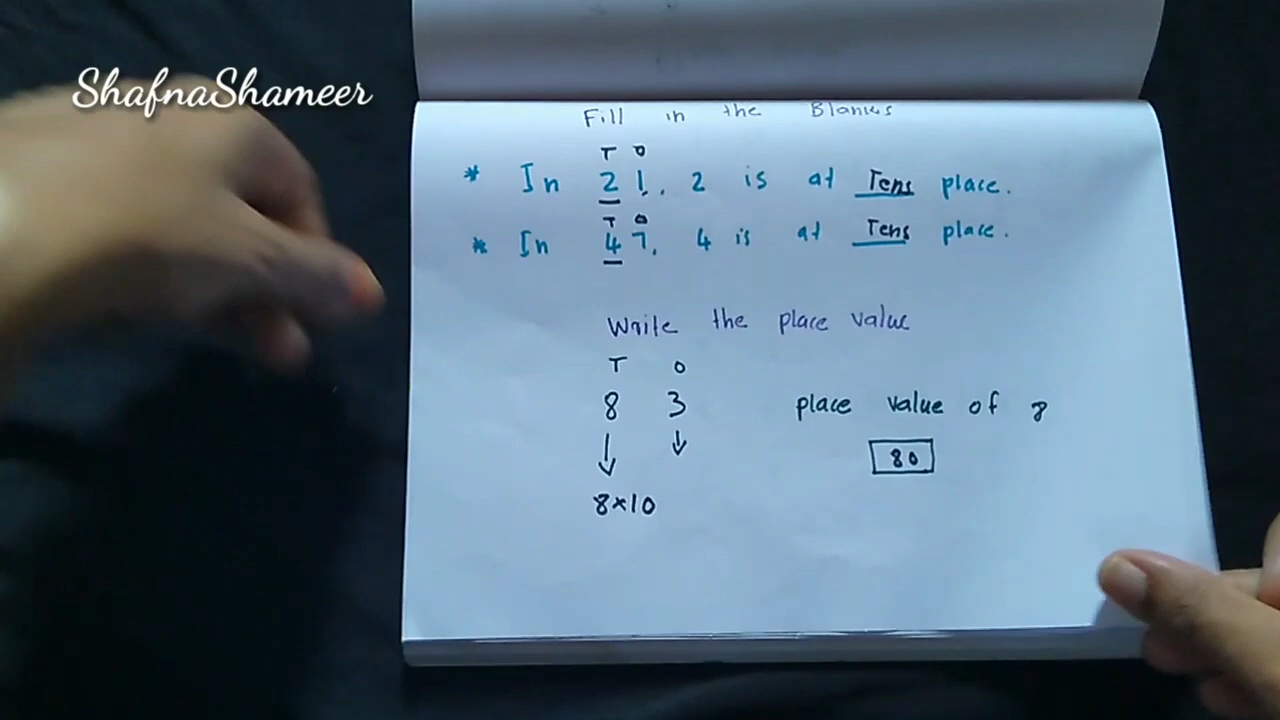 ShafnaShameer
Fill in the Blanks
T O
* In 21, 2 is at Tens place.
T O
* In 47, 4 is at Tens place.
Write the place value
T O
8 3 place value of 8
↓ ↓ 80
8×10